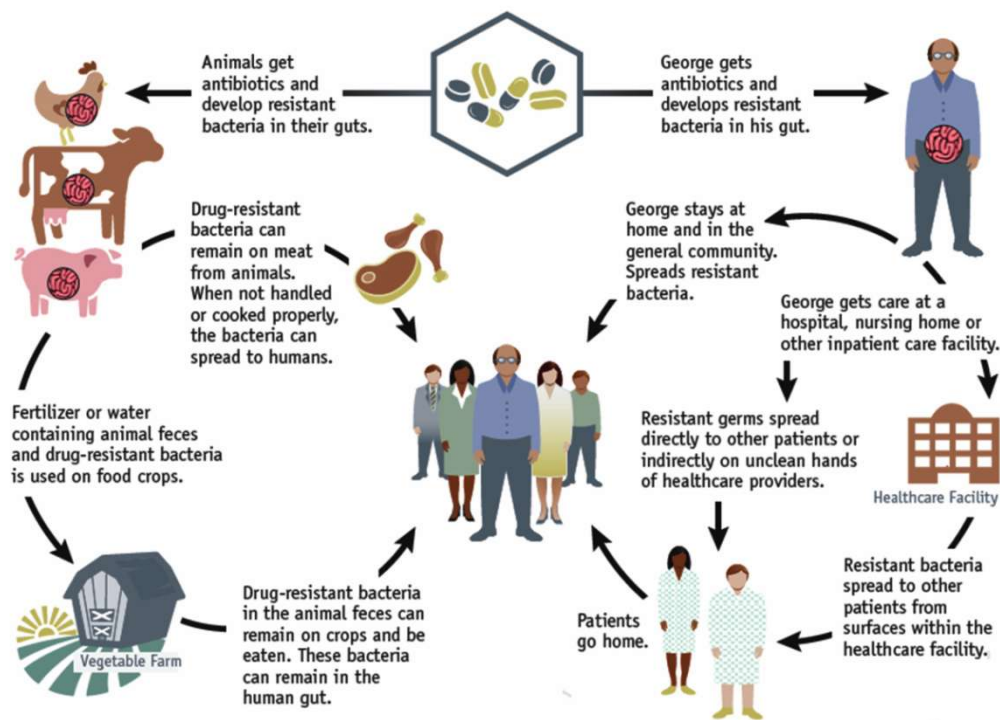 Animals get
antibiotics and
develop resistant
bacteria in their guts.
George gets
antibiotics and
develops resistant
bacteria in his gut.
Drug-resistant
bacteria can
remain on meat
from animals.
When not handled
or cooked properly,
the bacteria can
spread to humans.
George stays at
home and in the
general community.
Spreads resistant
bacteria.
George gets care at a
hospital, nursing home or
other inpatient care facility.
Fertilizer or water
containing animal feces
and drug-resistant bacteria
is used on food crops.
Resistant germs spread
directly to other patients or
indirectly on unclean hands
of healthcare providers.
Healthcare Facility
Vegetable Farm
Drug-resistant bacteria
in the animal feces can
remain on crops and be
eaten. These bacteria
can remain in the
human gut.
Patients
go home.
Resistant bacteria
spread to other
patients from
surfaces within the
healthcare facility.